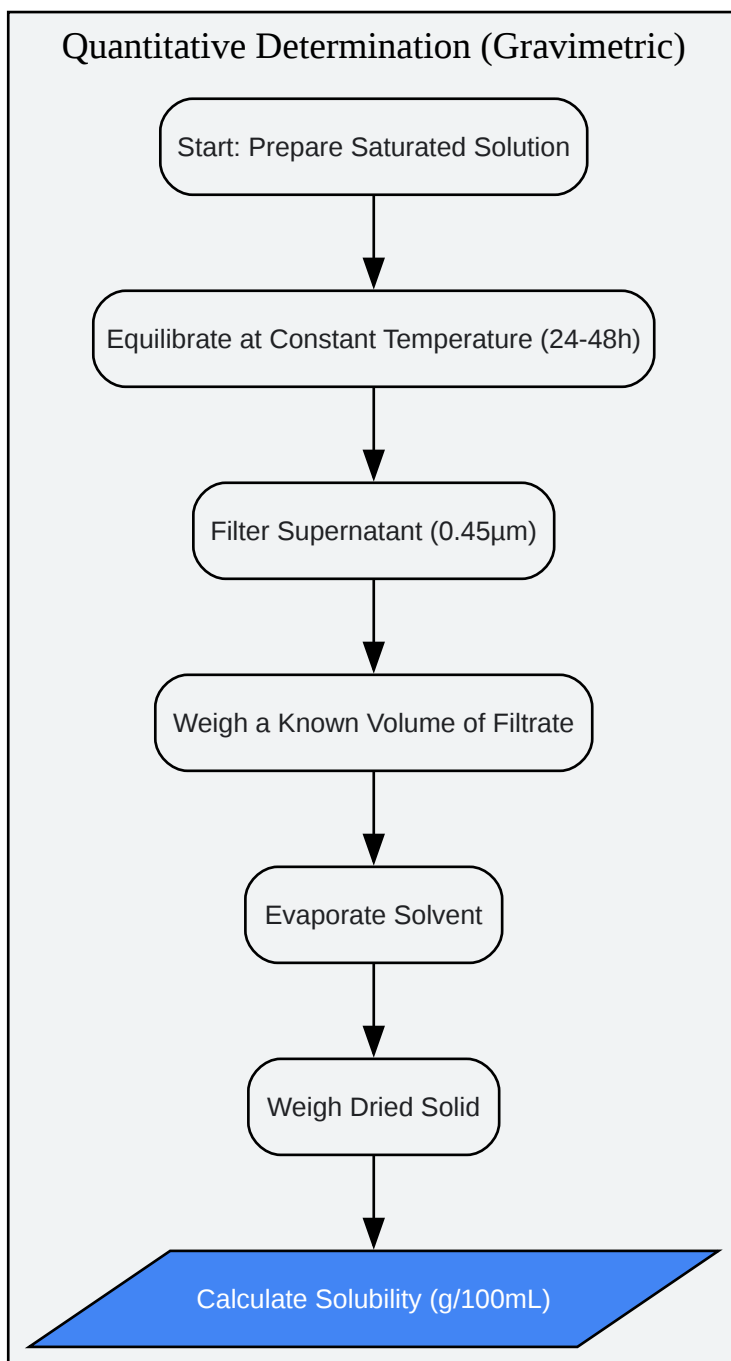 Quantitative Determination (Gravimetric)
Start: Prepare Saturated Solution
Equilibrate at Constant Temperature (24-48h)
Filter Supernatant (0.45µm)
Weigh a Known Volume of Filtrate
Evaporate Solvent
Weigh Dried Solid
Calculate Solubility (g/100mL)